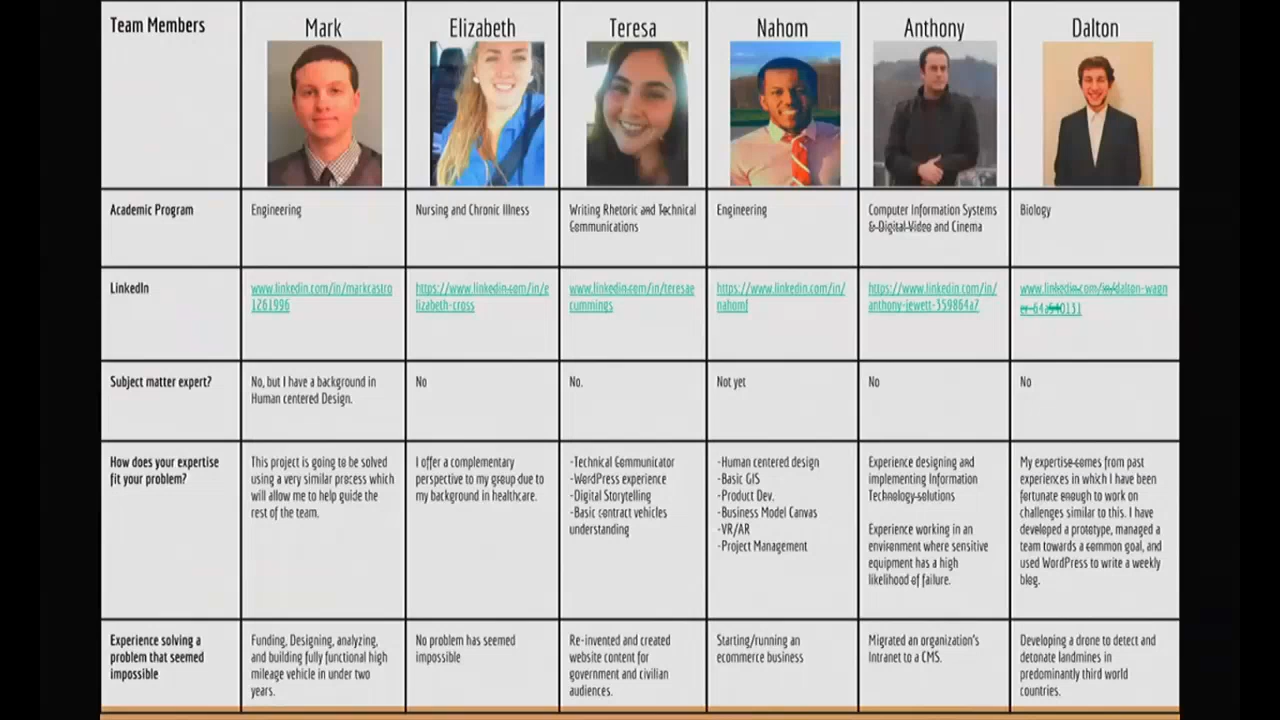 Team Members
Mark
Elizabeth
Teresa
Nahom
Anthony
Dalton
Academic Program
Engineering
Nursing and Chronic Illness
Writing Rhetoric and Technical
Communications
Engineering
Computer Information Systems
& Digital Video and Cinema
Biology
LinkedIn
www.linkedin.com/in/markcastro
1261996
https://www.linkedin.com/in/e
lizabeth-cross
www.linkedin.com/in/teresae
cummings
https://www.linkedin.com/in/
nahomf
https://www.linkedin.com/in/
anthony-jewett-359864a7
www.linkedin.com/in/dalton-wagn
Subject matter expert?
No, but I have a background in
Human centered Design.
No
No.
Not yet
No
No
How does your expertise
fit your problem?
This project is going to be solved
using a very similar process which
will allow me to help guide the
rest of the team.
I offer a complementary
perspective to my group due to
my background in healthcare.
-Technical Communicator
-WordPress experience
-Digital Storytelling
-Basic contract vehicles
understanding
-Human centered design
-Basic GIS
-Product Dev.
-Business Model Canvas
-VR/AR
-Project Management
Experience designing and
implementing Information
Technology solutions
Experience working in an
environment where sensitive
equipment has a high
likelihood of failure.
My expertise comes from past
experiences in which I have been
fortunate enough to work on
challenges similar to this. I have
developed a prototype, managed a
team towards a common goal, and
used WordPress to write a weekly
blog.
Experience solving a
problem that seemed
impossible
Funding, Designing, analyzing,
and building fully functional high
mileage vehicle in under two
years.
No problem has seemed
impossible
Re-invented and created
website content for
government and civilian
audiences.
Starting/running an
ecommerce business
Migrated an organization's
Intranet to a CMS.
Developing a drone to detect and
detonate landmines in
predominantly third world
countries.